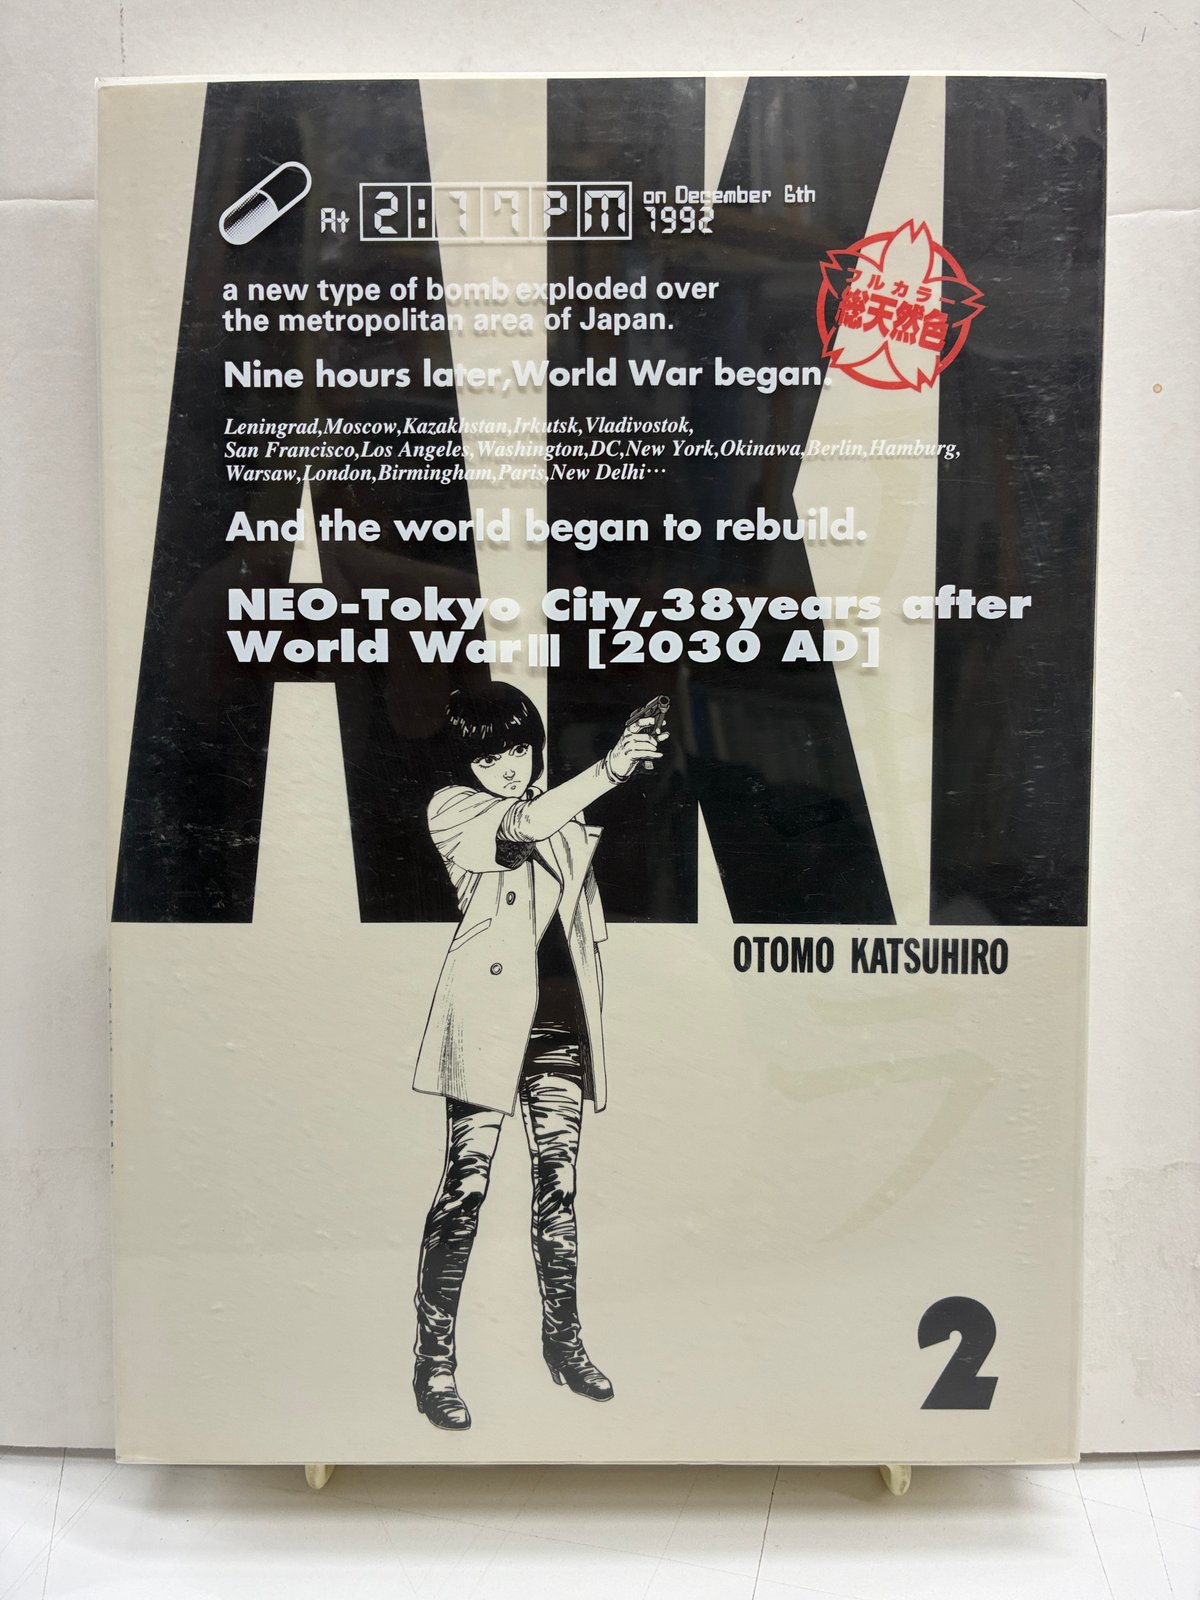 AKI
At 2:17PM on December 6th
1992
フルカラー
総天然色
a new type of bomb exploded over
the metropolitan area of Japan.
Nine hours later,World War began.
Leningrad,Moscow,Kazakhstan,Irkutsk,Vladivostok,
San Francisco,Los Angeles,Washington,DC,New York,Okinawa,Berlin,Hamburg,
Warsaw,London,Birmingham,Paris,New Delhi…
And the world began to rebuild.
NEO-Tokyo City,38years after
World WarⅢ [2030 AD]
OTOMO KATSUHIRO
ラ
2